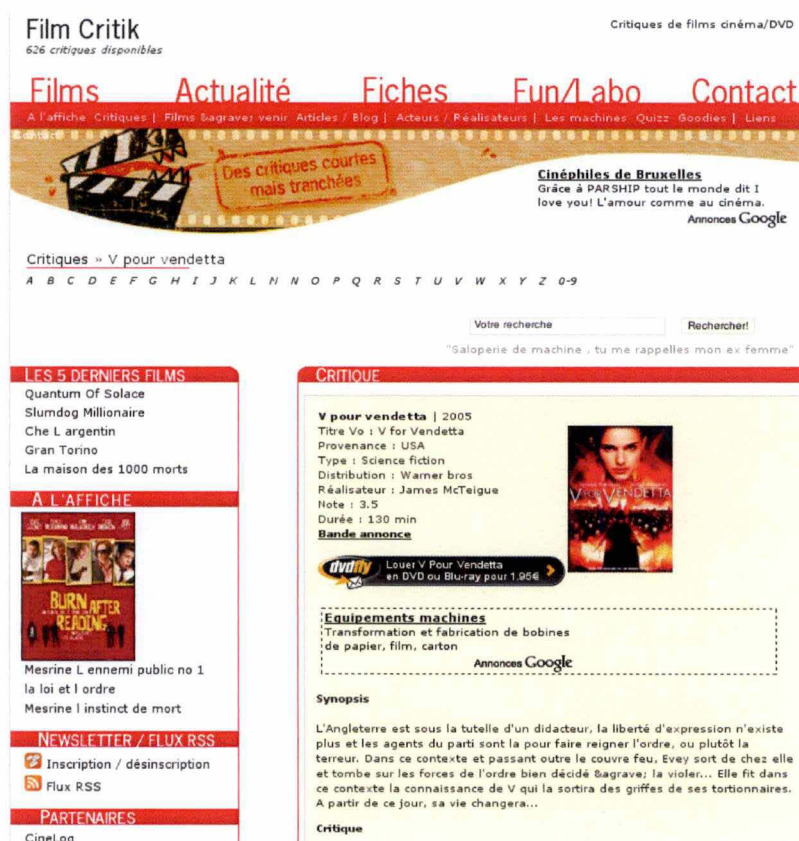 Film Critik
626 critiques disponibles
Critiques de films cinéma/DVD
Films Actualité Fiches Fun/Labo Contact
A l'affiche Critiques | Films &agrave; venir Articles / Blog | Acteurs / Réalisateurs | Les machines Quizz Goodies | Liens
Contact
Des critiques courtes
mais tranchées
Cinéphiles de Bruxelles
Grâce à PARSHIP tout le monde dit I
love you! L'amour comme au cinéma.
Annonces Google
Critiques » V pour vendetta
A B C D E F G H I J K L M N O P Q R S T U V W X Y Z 0-9
Votre recherche Rechercher!
"Saloperie de machine , tu me rappelles mon ex femme"
LES 5 DERNIERS FILMS
Quantum Of Solace
Slumdog Millionaire
Che L argentin
Gran Torino
La maison des 1000 morts
A L'AFFICHE
BURN AFTER
READING
Mesrine L ennemi public no 1
la loi et l ordre
Mesrine l instinct de mort
NEWSLETTER / FLUX RSS
Inscription / désinscription
Flux RSS
PARTENAIRES
CineLog
CRITIQUE
V pour vendetta | 2005
Titre Vo : V for Vendetta
Provenance : USA
Type : Science fiction
Distribution : Warner bros
Réalisateur : James McTeigue
Note : 3.5
Durée : 130 min
Bande annonce
V FOR VENDETTA
dvdfly Louer V Pour Vendetta
en DVD ou Blu-ray pour 1.95€
Equipements machines
Transformation et fabrication de bobines
de papier, film, carton
Annonces Google
Synopsis
L'Angleterre est sous la tutelle d'un didacteur, la liberté d'expression n'existe
plus et les agents du parti sont la pour faire reigner l'ordre, ou plutôt la
terreur. Dans ce contexte et passant outre le couvre feu, Evey sort de chez elle
et tombe sur les forces de l'ordre bien décidé &agrave; la violer... Elle fit dans
ce contexte la connaissance de V qui la sortira des griffes de ses tortionnaires.
A partir de ce jour, sa vie changera...
Critique